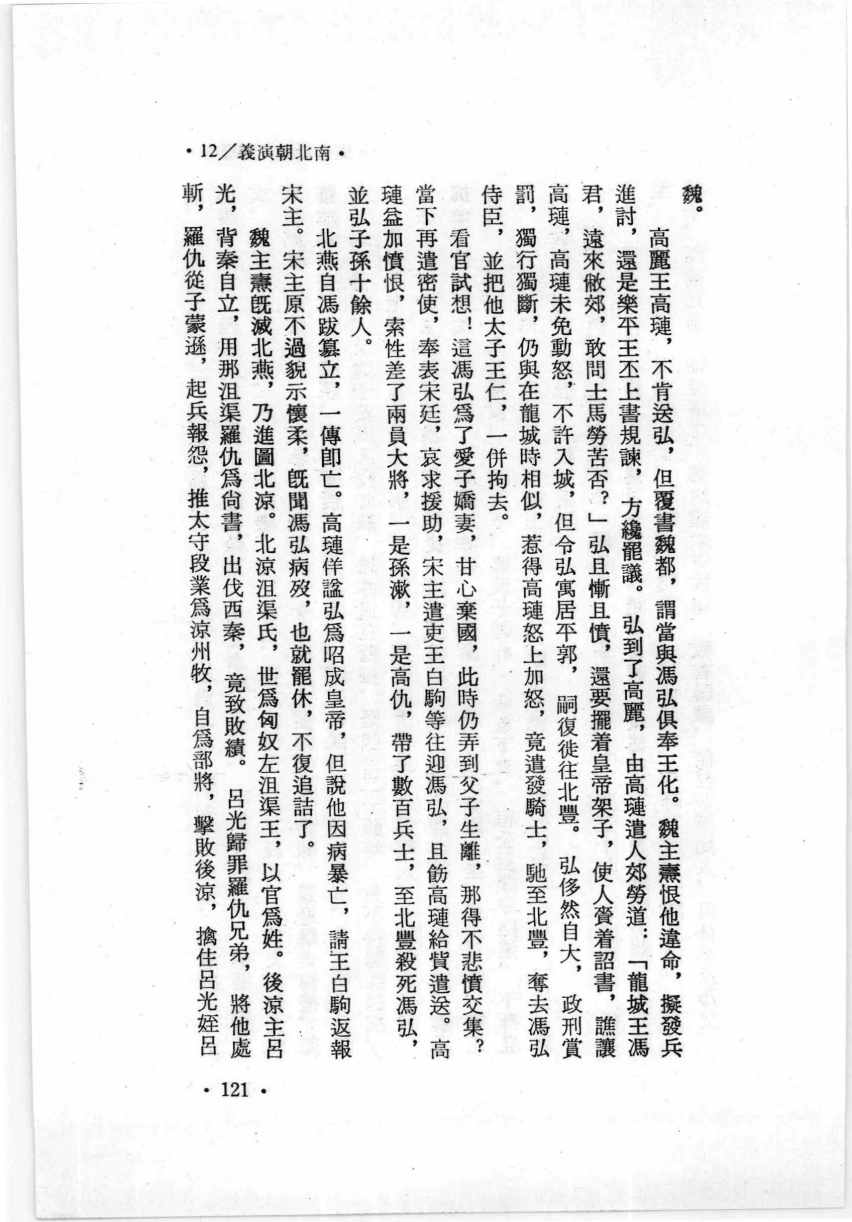 •12/義演朝北南•
魏。
高麗王高璉，不肯送弘，但覆書魏都，謂當與馮弘俱奉王化。魏主燾恨他違命，擬發兵
進討，還是樂平王丕上書規諫，方纔罷議。弘到了高麗，由高璉遣人郊勞道：「龍城王馮
君，遠來敝郊，敢問士馬勞苦否？」弘且慚且憤，還要擺着皇帝架子，使人賫着詔書，譙讓
高璉，高璉未免動怒，不許入城，但令弘寓居平郭，嗣復徙往北豐。弘侈然自大，政刑賞
罰，獨行獨斷，仍與在龍城時相似，惹得高璉怒上加怒，竟遣發騎士，馳至北豐，奪去馮弘
侍臣，並把他太子王仁，一併拘去。
看官試想！這馮弘爲了愛子嬌妻，甘心棄國，此時仍弄到父子生離，那得不悲憤交集？
當下再遣密使，奉表宋廷，哀求援助，宋主遣吏王白駒等往迎馮弘，且飭高璉給貲遣送。高
璉益加憤恨，索性差了兩員大將，一是孫漱，一是高仇，帶了數百兵士，至北豐殺死馮弘，
並弘子孫十餘人。
北燕自馮跋篡立，一傳卽亡。高璉佯諡弘爲昭成皇帝，但說他因病暴亡，請王白駒返報
宋主。宋主原不過貌示懷柔，旣聞馮弘病歿，也就罷休，不復追詰了。
魏主燾旣滅北燕，乃進圖北涼。北涼沮渠氏，世爲匈奴左沮渠王，以官爲姓。後涼主呂
光，背秦自立，用那沮渠羅仇爲尙書，出伐西秦，竟致敗績。呂光歸罪羅仇兄弟，將他處
斬，羅仇從子蒙遜，起兵報怨，推太守段業爲涼州牧，自爲部將，擊敗後涼，擒住呂光姪呂
•121•